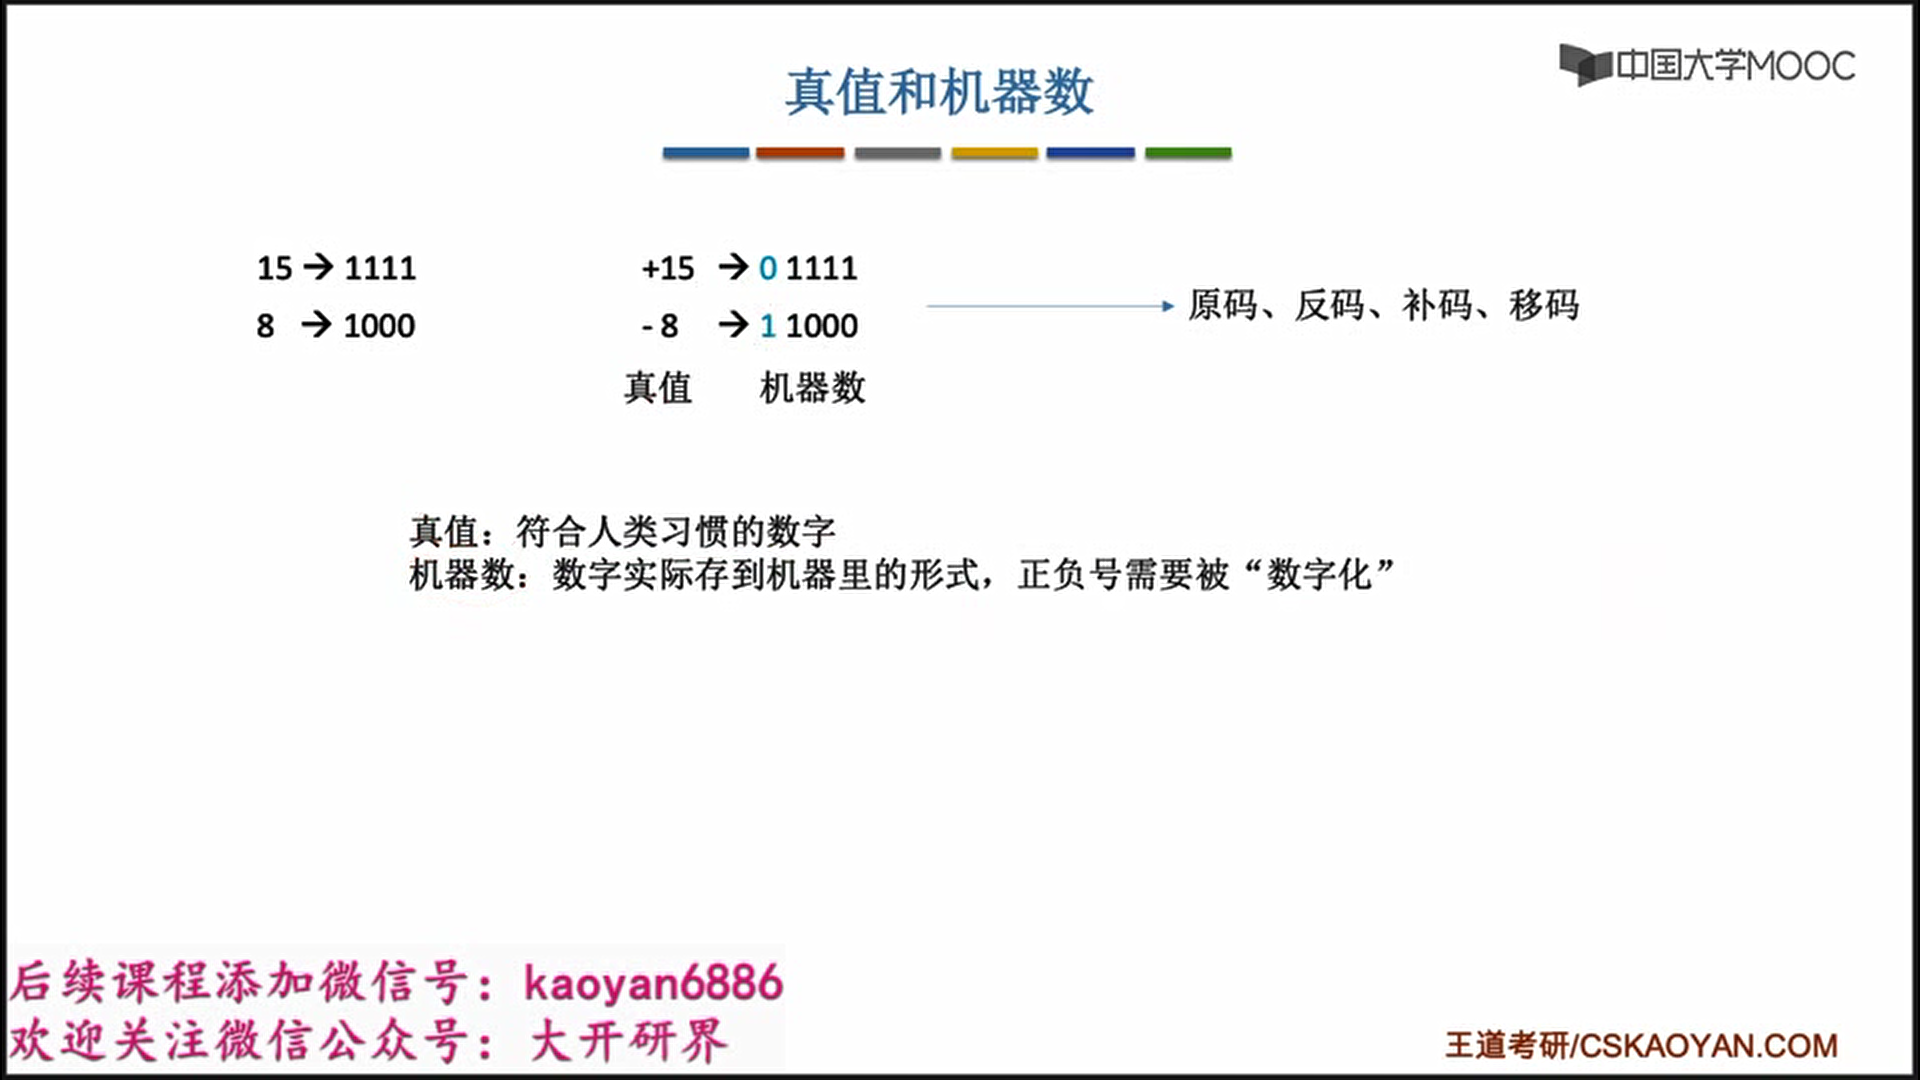 中国大学MOOC
真值和机器数
15 → 1111
8 → 1000
+15 → 0 1111
- 8 → 1 1000
真值 机器数
原码、反码、补码、移码
真值：符合人类习惯的数字
机器数：数字实际存到机器里的形式，正负号需要被“数字化”
后续课程添加微信号：kaoyan6886
欢迎关注微信公众号：大开研界
王道考研/CSKAOYAN.COM